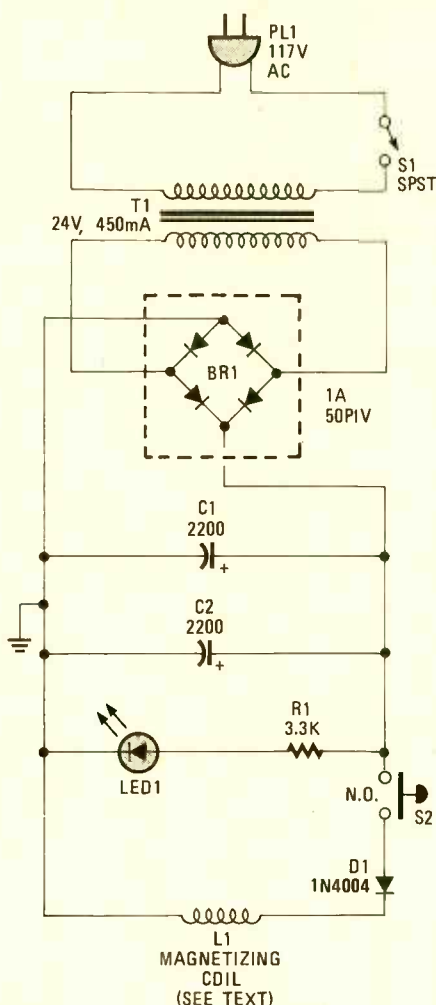 PL1
117V
AC
S1
SPST
T1
24V, 450mA
BR1
1A
50PIV
C1
2200
+
C2
2200
+
R1
3.3K
LED1
N.O.
S2
D1
1N4004
L1
MAGNETIZING
COIL
(SEE TEXT)